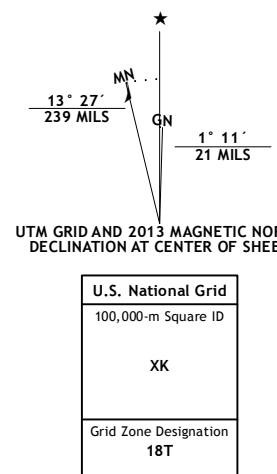 MN
GN
13° 27´
239 MILS
1° 11´
21 MILS
UTM GRID AND 2013 MAGNETIC NOR
DECLINATION AT CENTER OF SHEE
U.S. National Grid
100,000-m Square ID
XK
Grid Zone Designation
18T